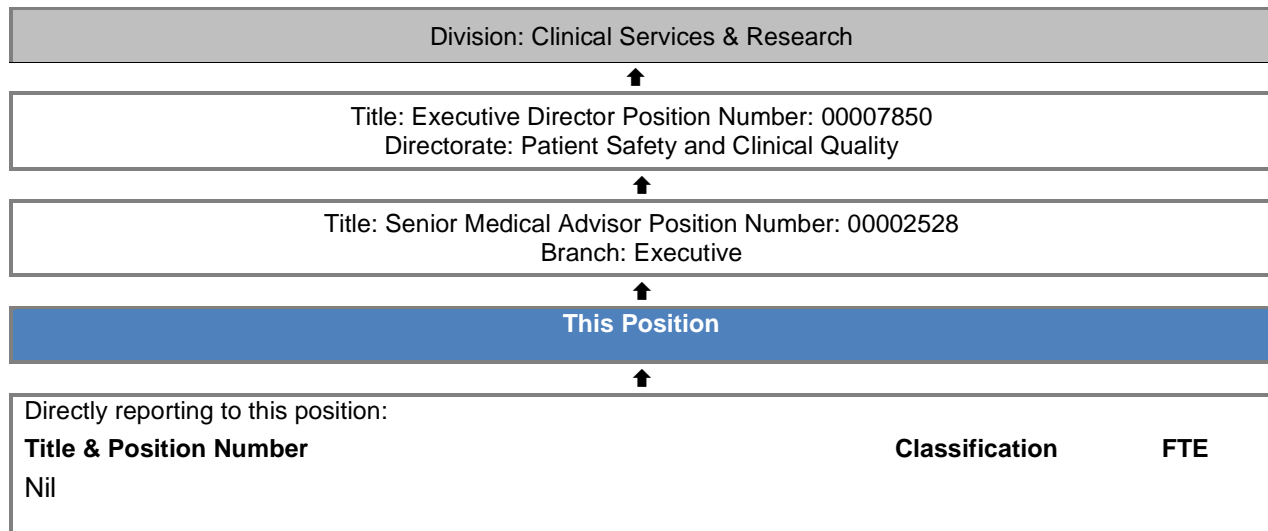 Division: Clinical Services & Research
Title: Executive Director Position Number: 00007850
Directorate: Patient Safety and Clinical Quality
Title: Senior Medical Advisor Position Number: 00002528
Branch: Executive
This Position
Directly reporting to this position:
Title & Position Number Classification FTE
Nil